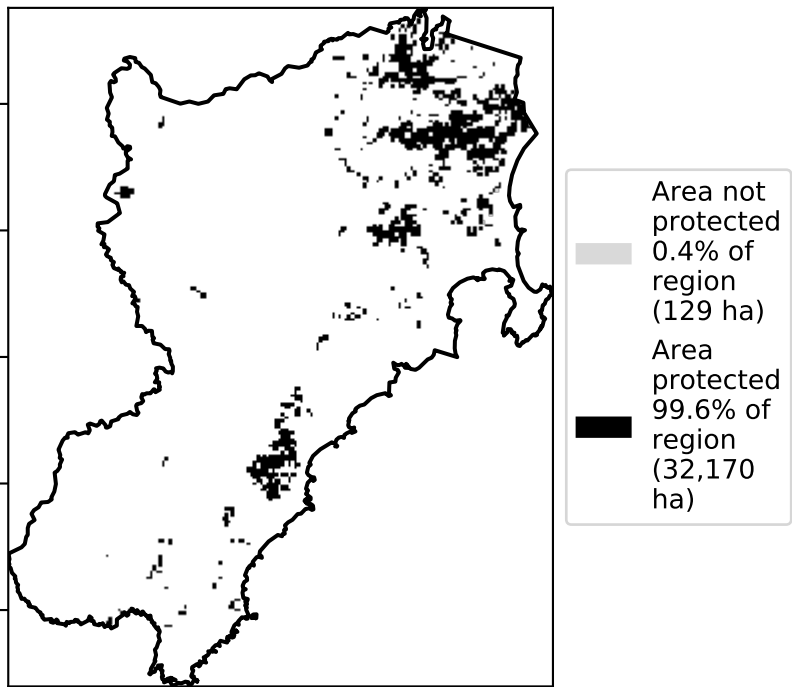 Area not
protected
0.4% of
region
(129 ha)
Area
protected
99.6% of
region
(32,170
ha)